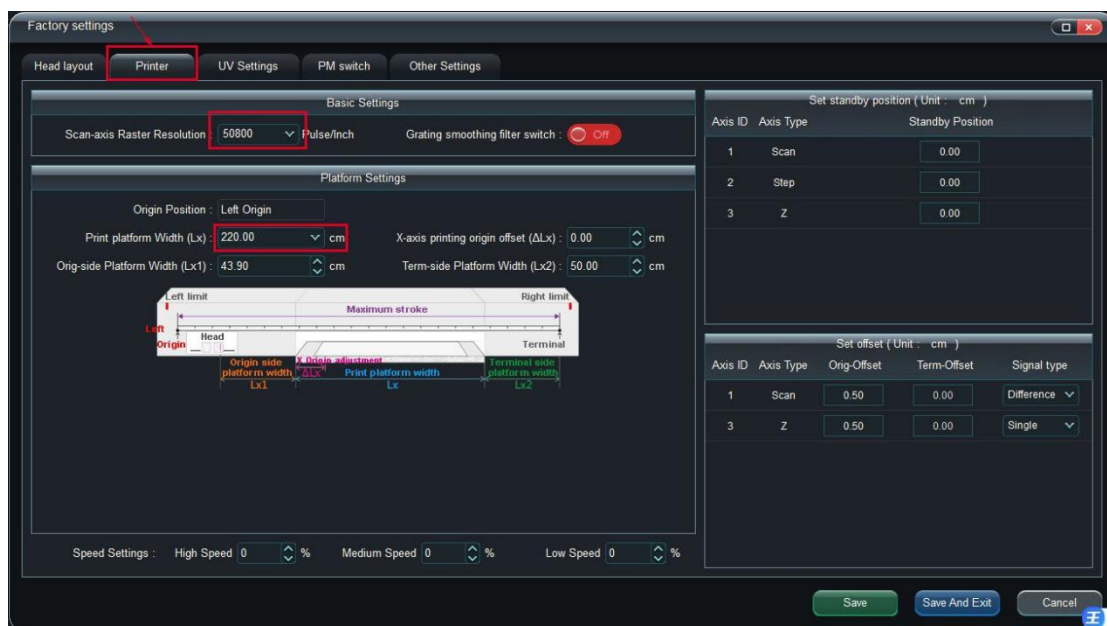 Factory settings
Head layout Printer UV Settings PM switch Other Settings
Basic Settings
Scan-axis Raster Resolution : 50800 Pulse/Inch Grating smoothing filter switch : Off
Platform Settings
Origin Position : Left Origin
Print platform Width (Lx) : 220.00 cm X-axis printing origin offset (ΔLx) : 0.00 cm
Orig-side Platform Width (Lx1) : 43.90 cm Term-side Platform Width (Lx2) : 50.00 cm
Left limit Right limit
Maximum stroke
Left
Origin Head Terminal
Origin side X Origin adjustment Terminal side
platform width ΔLx Print platform width platform width
Lx1 Lx Lx2
Speed Settings : High Speed 0 % Medium Speed 0 % Low Speed 0 %
Set standby position ( Unit : cm )
Axis ID Axis Type Standby Position
1 Scan 0.00
2 Step 0.00
3 Z 0.00
Set offset ( Unit : cm )
Axis ID Axis Type Orig-Offset Term-Offset Signal type
1 Scan 0.50 0.00 Difference
3 Z 0.50 0.00 Single
Save Save And Exit Cancel
王